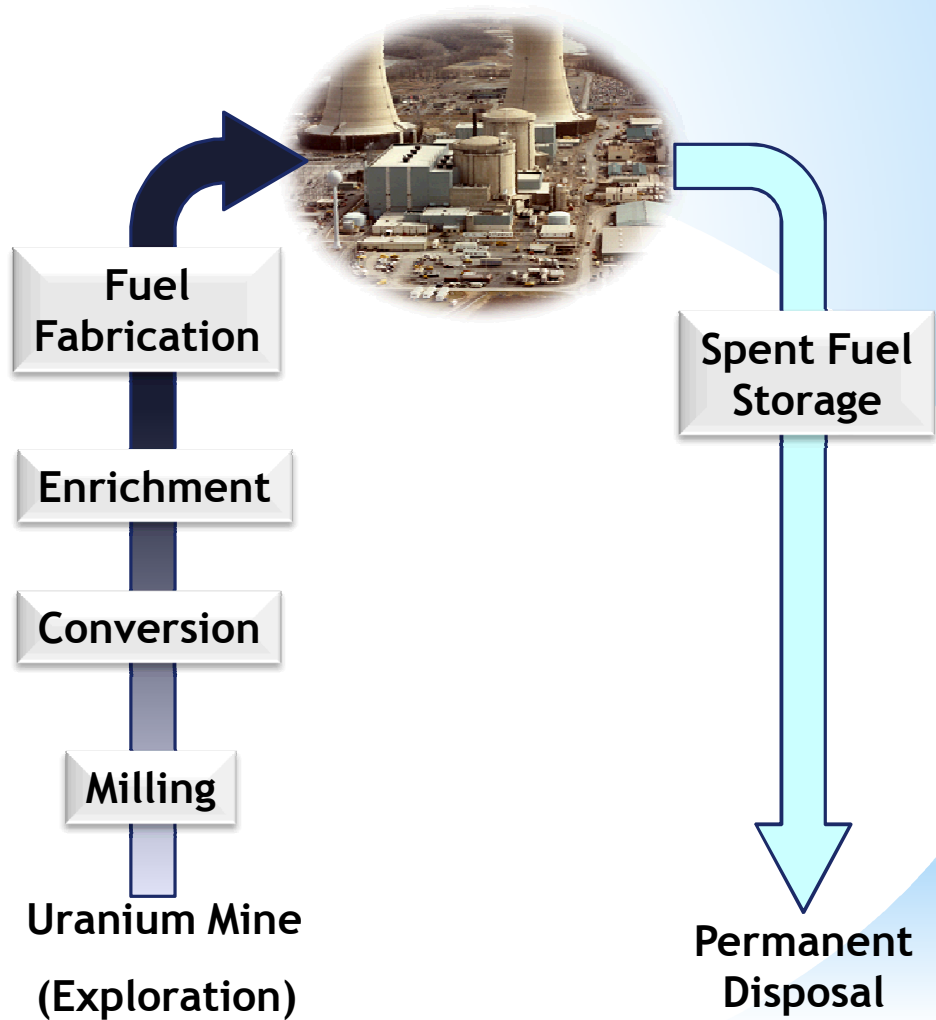 Fuel
Fabrication
Enrichment
Conversion
Milling
Uranium Mine
(Exploration)
Spent Fuel
Storage
Permanent
Disposal